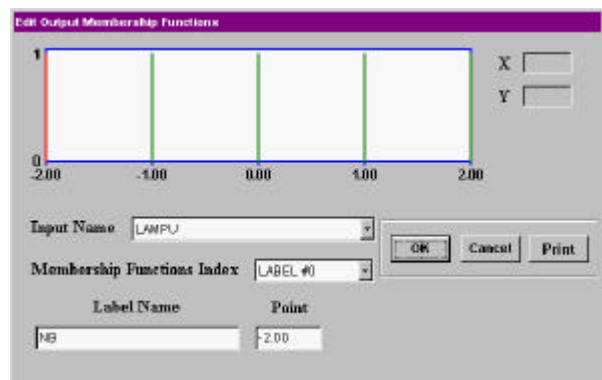 Edit Output Membership Functions
1
X
Y
0
-2.00 -1.00 0.00 1.00 2.00
Input Name LAMPU
OK Cancel Print
Membership Functions Index LABEL #0
Label Name Point
NB -2.00